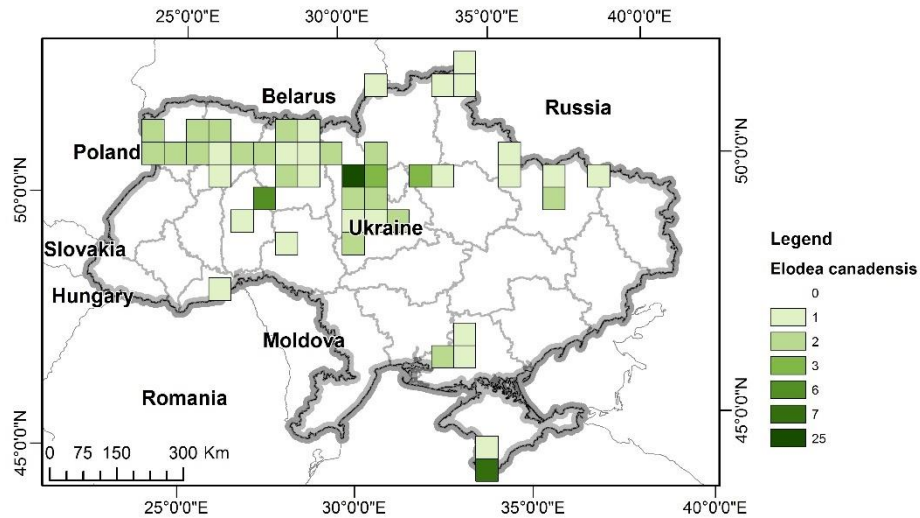 25°0'0"E 30°0'0"E 35°0'0"E 40°0'0"E
Belarus
Russia
Poland
50°0'0"N
50°0'0"N
Ukraine
Slovakia
Hungary
Moldova
Romania
45°0'0"N
45°0'0"N
0 75 150 300 Km
25°0'0"E 30°0'0"E 35°0'0"E 40°0'0"E
Legend
Elodea canadensis
0
1
2
3
6
7
25